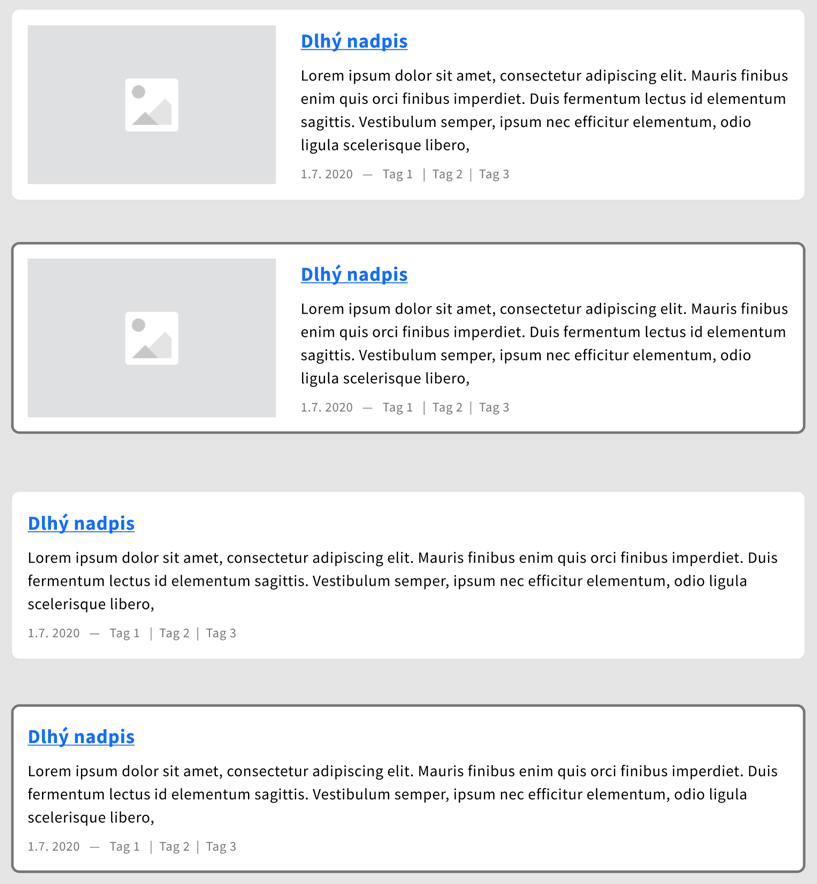 Dlhý nadpis
Lorem ipsum dolor sit amet, consectetur adipiscing elit. Mauris finibus
enim quis orci finibus imperdiet. Duis fermentum lectus id elementum
sagittis. Vestibulum semper, ipsum nec efficitur elementum, odio
ligula scelerisque libero,
1.7. 2020 — Tag 1 | Tag 2 | Tag 3
Dlhý nadpis
Lorem ipsum dolor sit amet, consectetur adipiscing elit. Mauris finibus
enim quis orci finibus imperdiet. Duis fermentum lectus id elementum
sagittis. Vestibulum semper, ipsum nec efficitur elementum, odio
ligula scelerisque libero,
1.7. 2020 — Tag 1 | Tag 2 | Tag 3
Dlhý nadpis
Lorem ipsum dolor sit amet, consectetur adipiscing elit. Mauris finibus enim quis orci finibus imperdiet. Duis
fermentum lectus id elementum sagittis. Vestibulum semper, ipsum nec efficitur elementum, odio ligula
scelerisque libero,
1.7. 2020 — Tag 1 | Tag 2 | Tag 3
Dlhý nadpis
Lorem ipsum dolor sit amet, consectetur adipiscing elit. Mauris finibus enim quis orci finibus imperdiet. Duis
fermentum lectus id elementum sagittis. Vestibulum semper, ipsum nec efficitur elementum, odio ligula
scelerisque libero,
1.7. 2020 — Tag 1 | Tag 2 | Tag 3